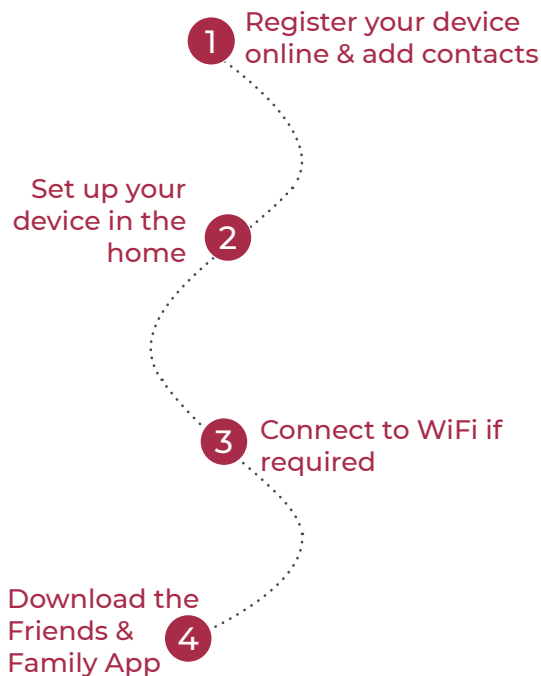 1
Register your device
online & add contacts
Set up your
device in the
home
2
3
Connect to WiFi if
required
Download the
Friends &
Family App
4